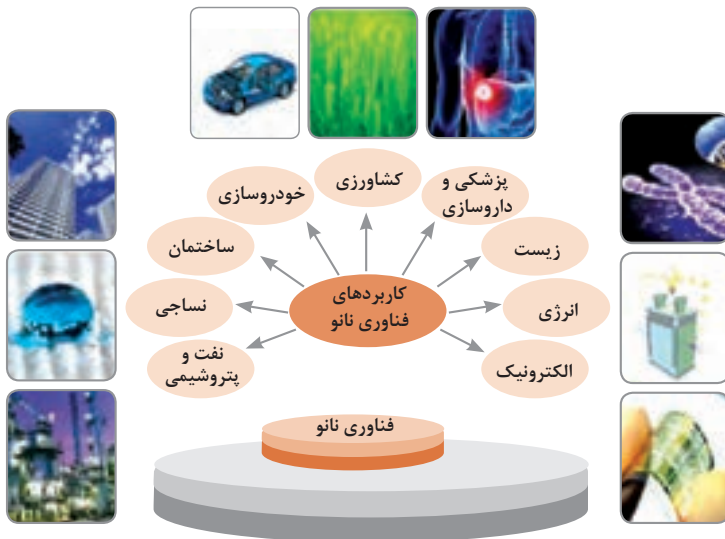 کشاورزی
پزشکی و
داروسازی
خودروسازی
زیست
ساختمان
انرژی
کاربردهای
فناوری نانو
نساجی
الکترونیک
نفت و
پتروشیمی
فناوری نانو